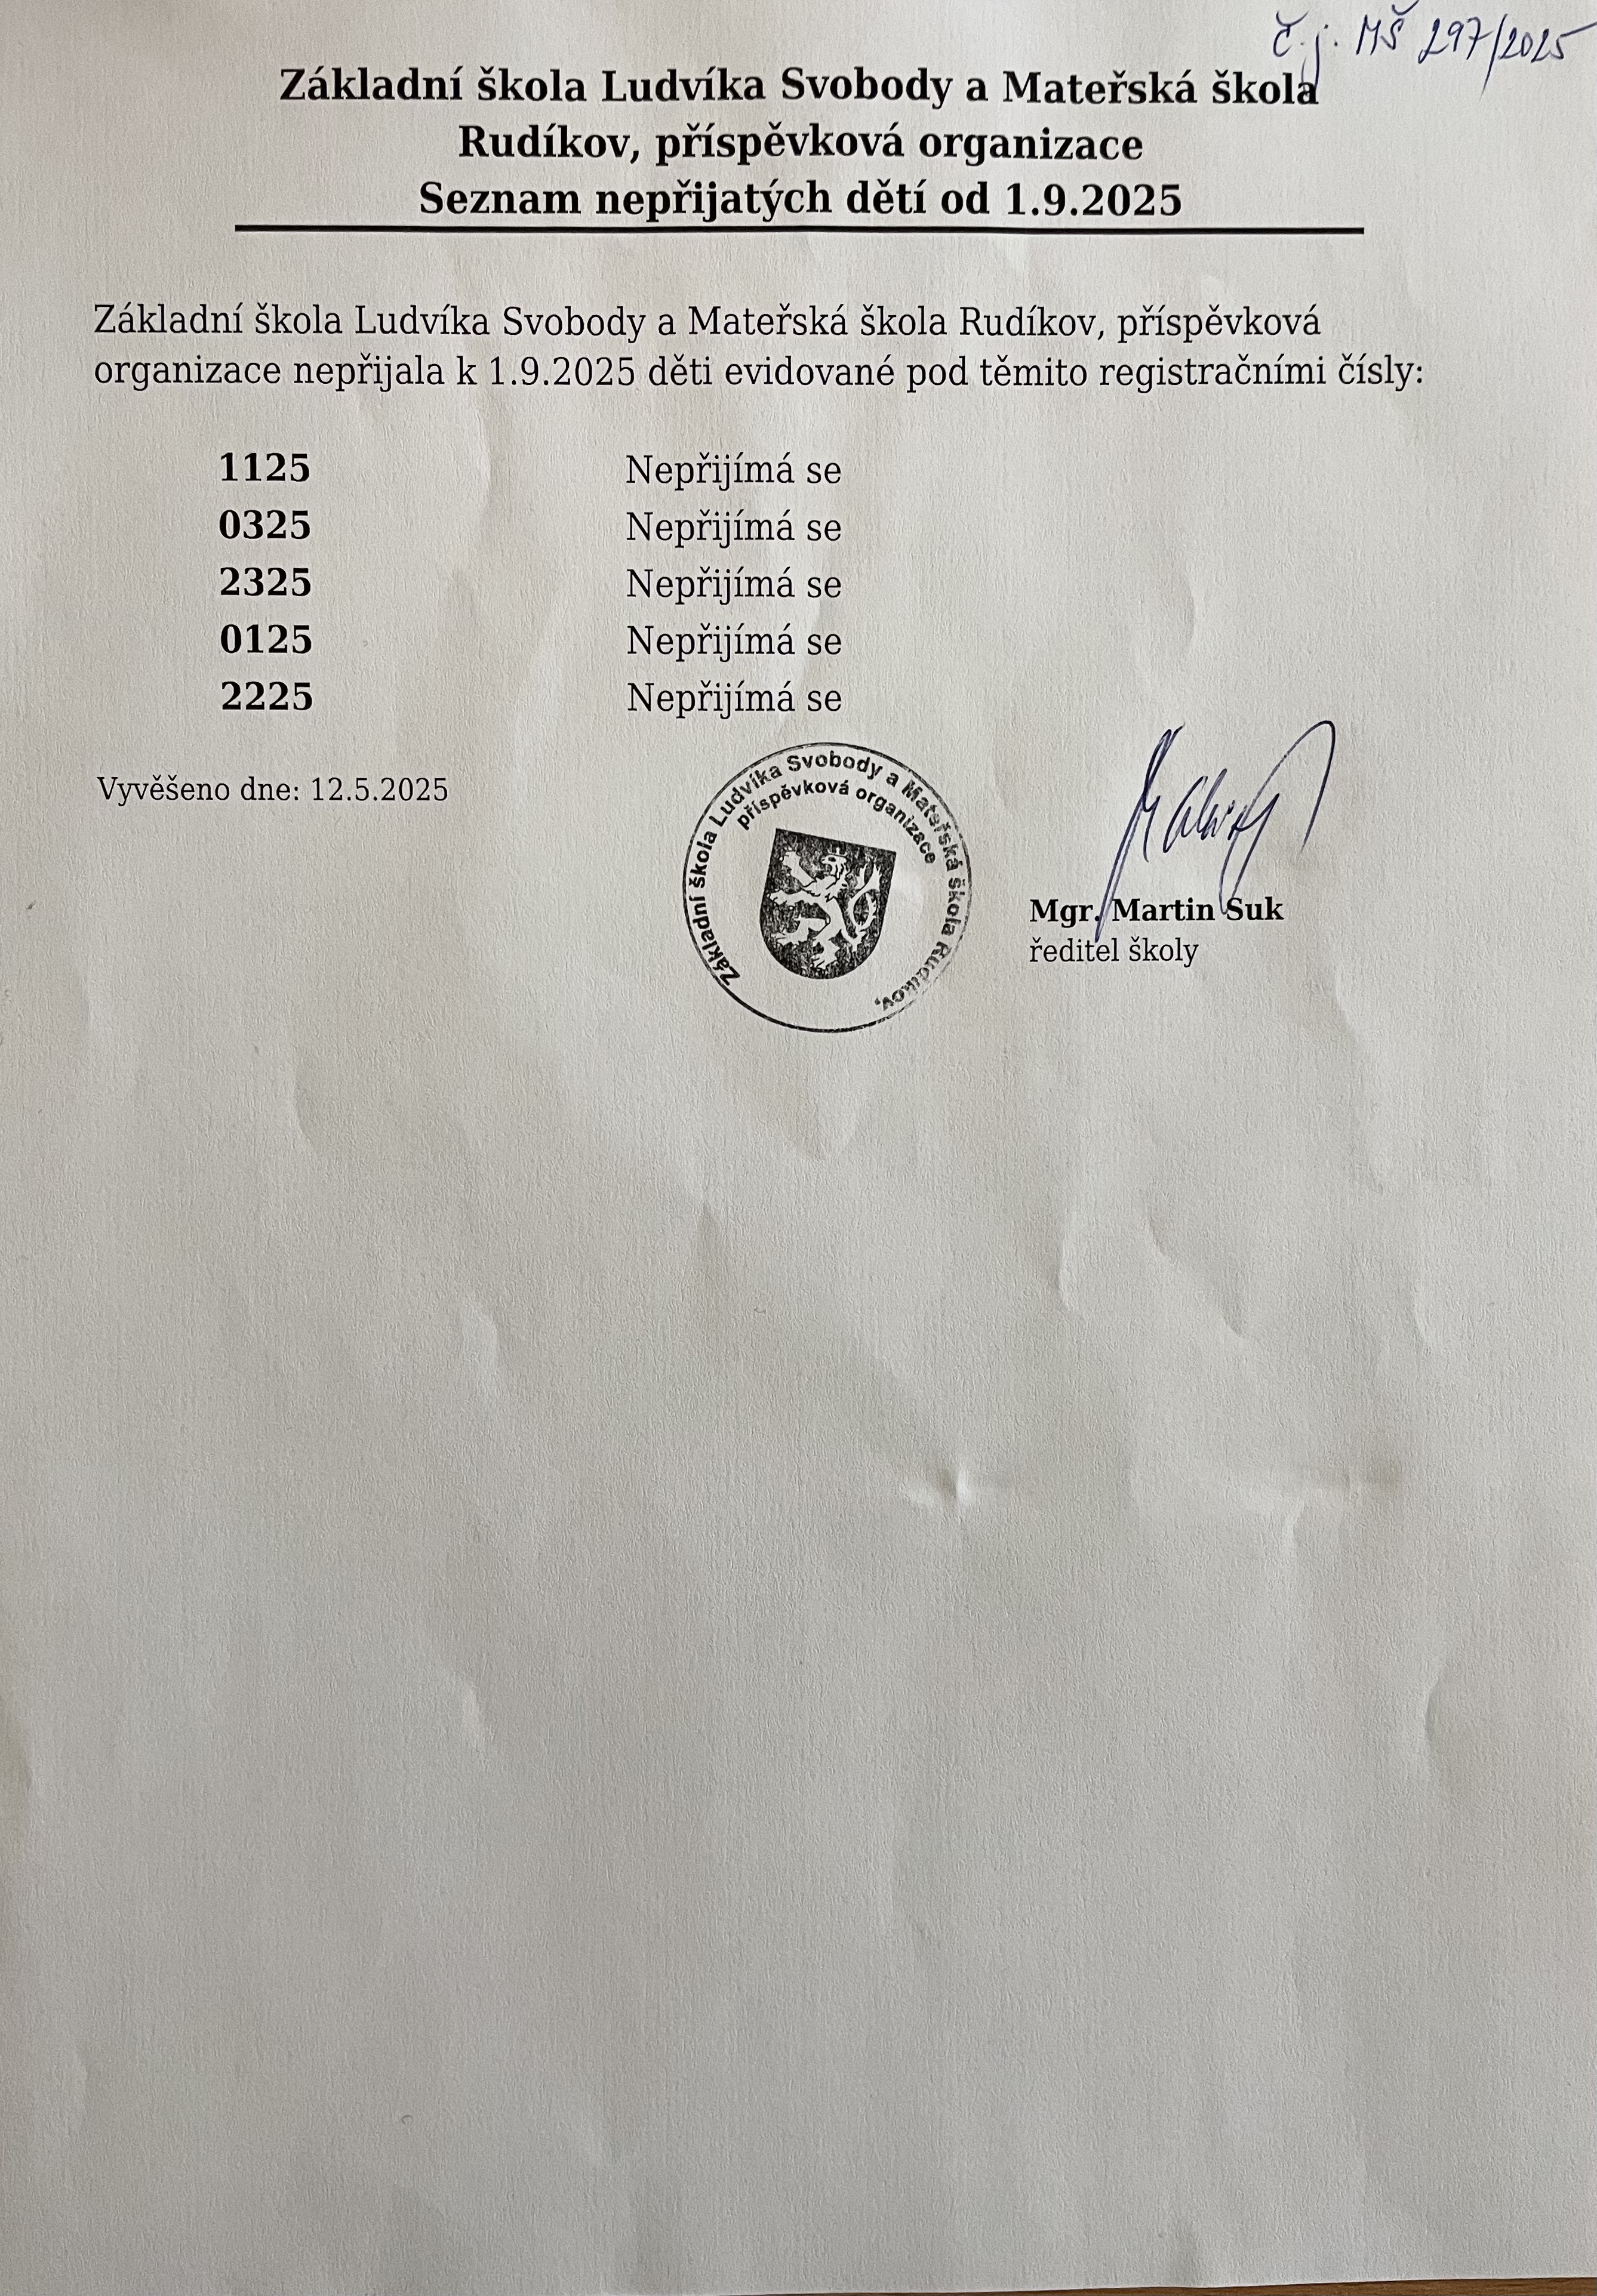 č.j. MŠ 297/2025
Základní škola Ludvíka Svobody a Mateřská škola
Rudíkov, příspěvková organizace
Seznam nepřijatých dětí od 1.9.2025
Základní škola Ludvíka Svobody a Mateřská škola Rudíkov, příspěvková
organizace nepřijala k 1.9.2025 děti evidované pod těmito registračními čísly:
1125 Nepřijímá se
0325 Nepřijímá se
2325 Nepřijímá se
0125 Nepřijímá se
2225 Nepřijímá se
Vyvěšeno dne: 12.5.2025
Základní škola Ludvíka Svobody a Mateřská škola Rudíkov,
příspěvková organizace
Mgr. Martin Suk
ředitel školy